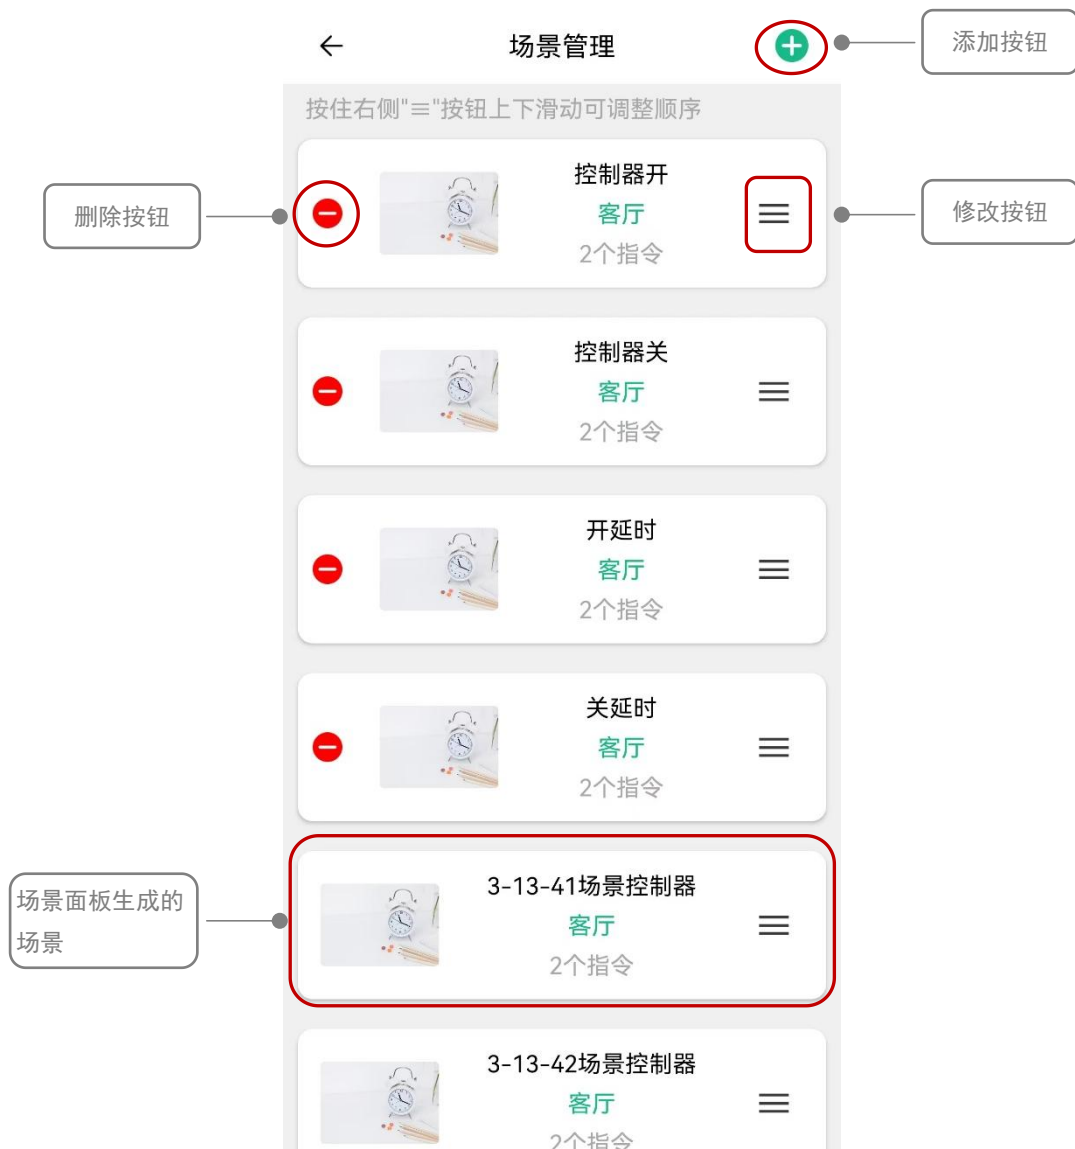 场景管理
添加按钮
按住右侧"≡"按钮上下滑动可调整顺序
控制器开
客厅
2个指令
删除按钮
修改按钮
控制器关
客厅
2个指令
开延时
客厅
2个指令
关延时
客厅
2个指令
场景面板生成的
场景
3-13-41场景控制器
客厅
2个指令
3-13-42场景控制器
客厅
2个指令